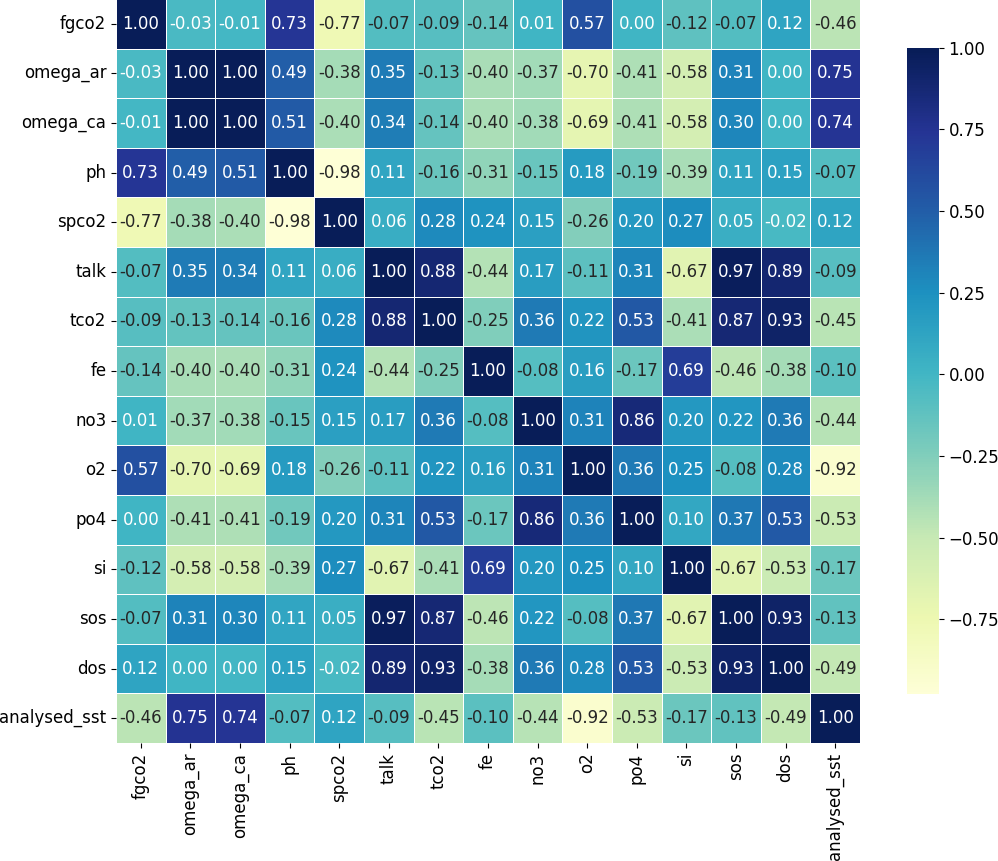 fgco2 1.00 -0.03 -0.01 0.73 -0.77 -0.07 -0.09 -0.14 0.01 0.57 0.00 -0.12 -0.07 0.12 -0.46
omega_ar -0.03 1.00 1.00 0.49 -0.38 0.35 -0.13 -0.40 -0.37 -0.70 -0.41 -0.58 0.31 0.00 0.75
omega_ca -0.01 1.00 1.00 0.51 -0.40 0.34 -0.14 -0.40 -0.38 -0.69 -0.41 -0.58 0.30 0.00 0.74
ph 0.73 0.49 0.51 1.00 -0.98 0.11 -0.16 -0.31 -0.15 0.18 -0.19 -0.39 0.11 0.15 -0.07
spco2 -0.77 -0.38 -0.40 -0.98 1.00 0.06 0.28 0.24 0.15 -0.26 0.20 0.27 0.05 -0.02 0.12
talk -0.07 0.35 0.34 0.11 0.06 1.00 0.88 -0.44 0.17 -0.11 0.31 -0.67 0.97 0.89 -0.09
tco2 -0.09 -0.13 -0.14 -0.16 0.28 0.88 1.00 -0.25 0.36 0.22 0.53 -0.41 0.87 0.93 -0.45
fe -0.14 -0.40 -0.40 -0.31 0.24 -0.44 -0.25 1.00 -0.08 0.16 -0.17 0.69 -0.46 -0.38 -0.10
no3 0.01 -0.37 -0.38 -0.15 0.15 0.17 0.36 -0.08 1.00 0.31 0.86 0.20 0.22 0.36 -0.44
o2 0.57 -0.70 -0.69 0.18 -0.26 -0.11 0.22 0.16 0.31 1.00 0.36 0.25 -0.08 0.28 -0.92
po4 0.00 -0.41 -0.41 -0.19 0.20 0.31 0.53 -0.17 0.86 0.36 1.00 0.10 0.37 0.53 -0.53
si -0.12 -0.58 -0.58 -0.39 0.27 -0.67 -0.41 0.69 0.20 0.25 0.10 1.00 -0.67 -0.53 -0.17
sos -0.07 0.31 0.30 0.11 0.05 0.97 0.87 -0.46 0.22 -0.08 0.37 -0.67 1.00 0.93 -0.13
dos 0.12 0.00 0.00 0.15 -0.02 0.89 0.93 -0.38 0.36 0.28 0.53 -0.53 0.93 1.00 -0.49
analysed_sst -0.46 0.75 0.74 -0.07 0.12 -0.09 -0.45 -0.10 -0.44 -0.92 -0.53 -0.17 -0.13 -0.49 1.00
fgco2 omega_ar omega_ca ph spco2 talk tco2 fe no3 o2 po4 si sos dos analysed_sst
1.00
0.75
0.50
0.25
0.00
−0.25
−0.50
−0.75